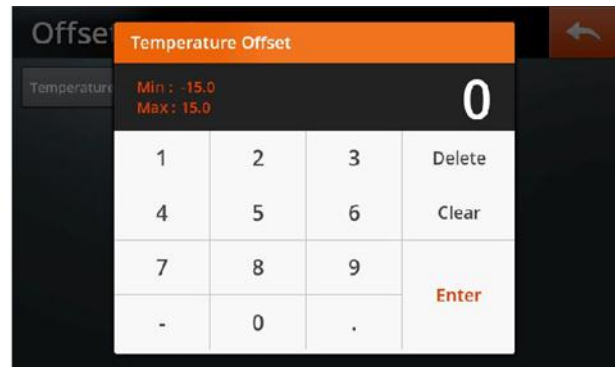 Offse
Temperature Offset
Temperature
Min : -15.0
Max : 15.0
0
1 2 3 Delete
4 5 6 Clear
7 8 9
Enter
- 0 .